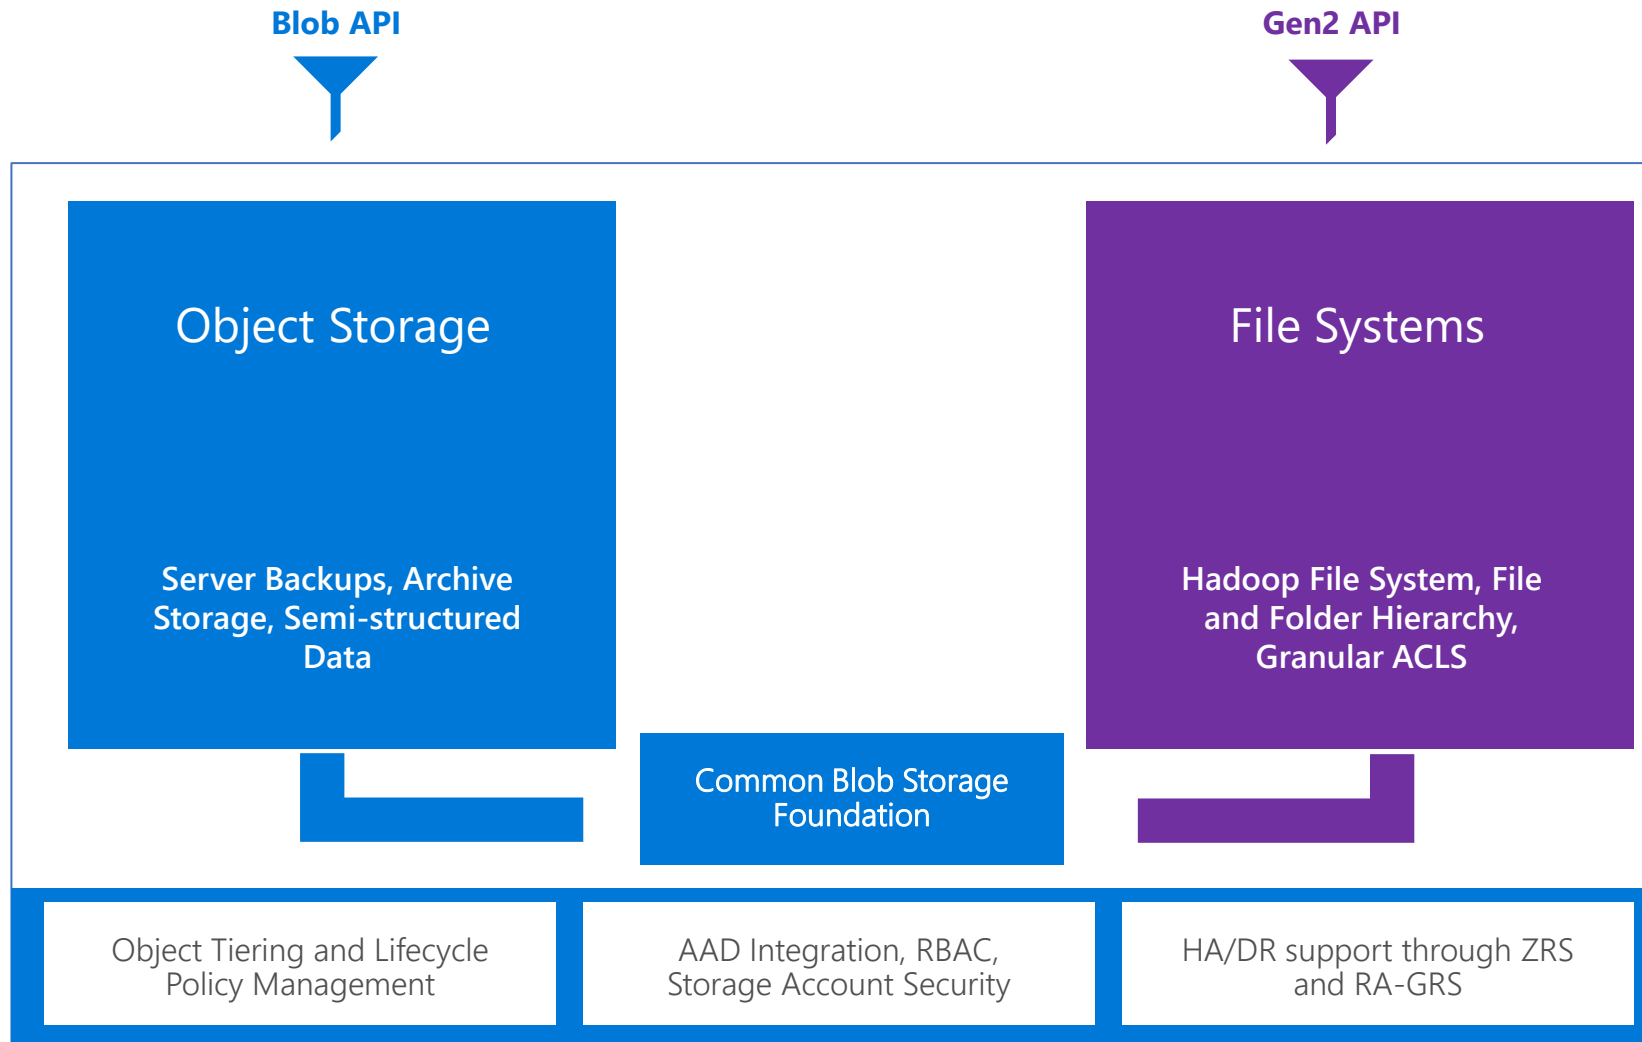 Blob API
Gen2 API
Object Storage
File Systems
Server Backups, Archive
Storage, Semi-structured
Data
Hadoop File System, File
and Folder Hierarchy,
Granular ACLS
Common Blob Storage
Foundation
Object Tiering and Lifecycle
Policy Management
AAD Integration, RBAC,
Storage Account Security
HA/DR support through ZRS
and RA-GRS